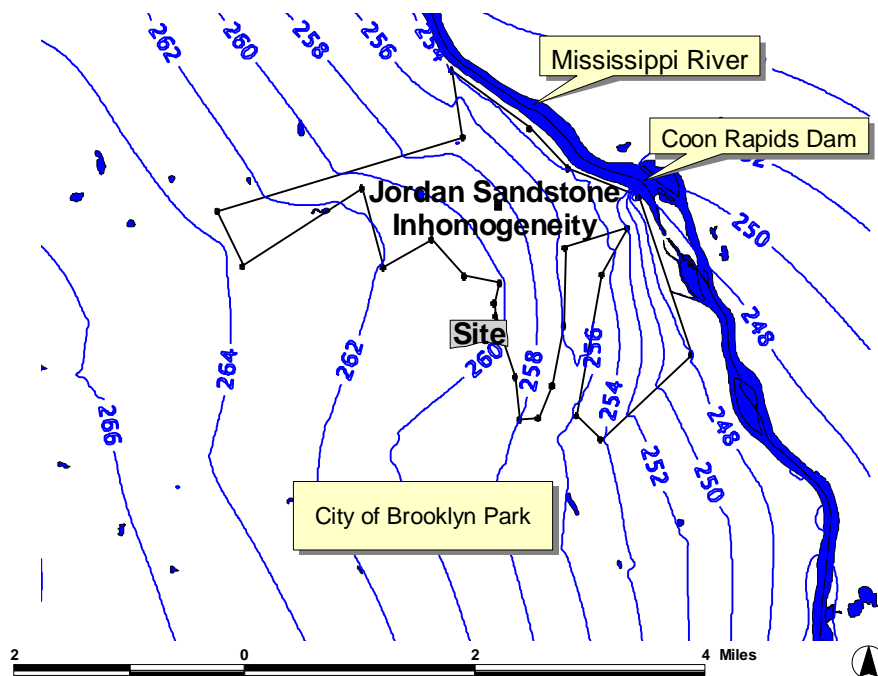 262
260
258
256
254
Mississippi River
Coon Rapids Dam
Jordan Sandstone
Inhomogeneity
250
248
Site
264
262
260
258
256
254
266
248
252
250
City of Brooklyn Park
2
0
2
4 Miles